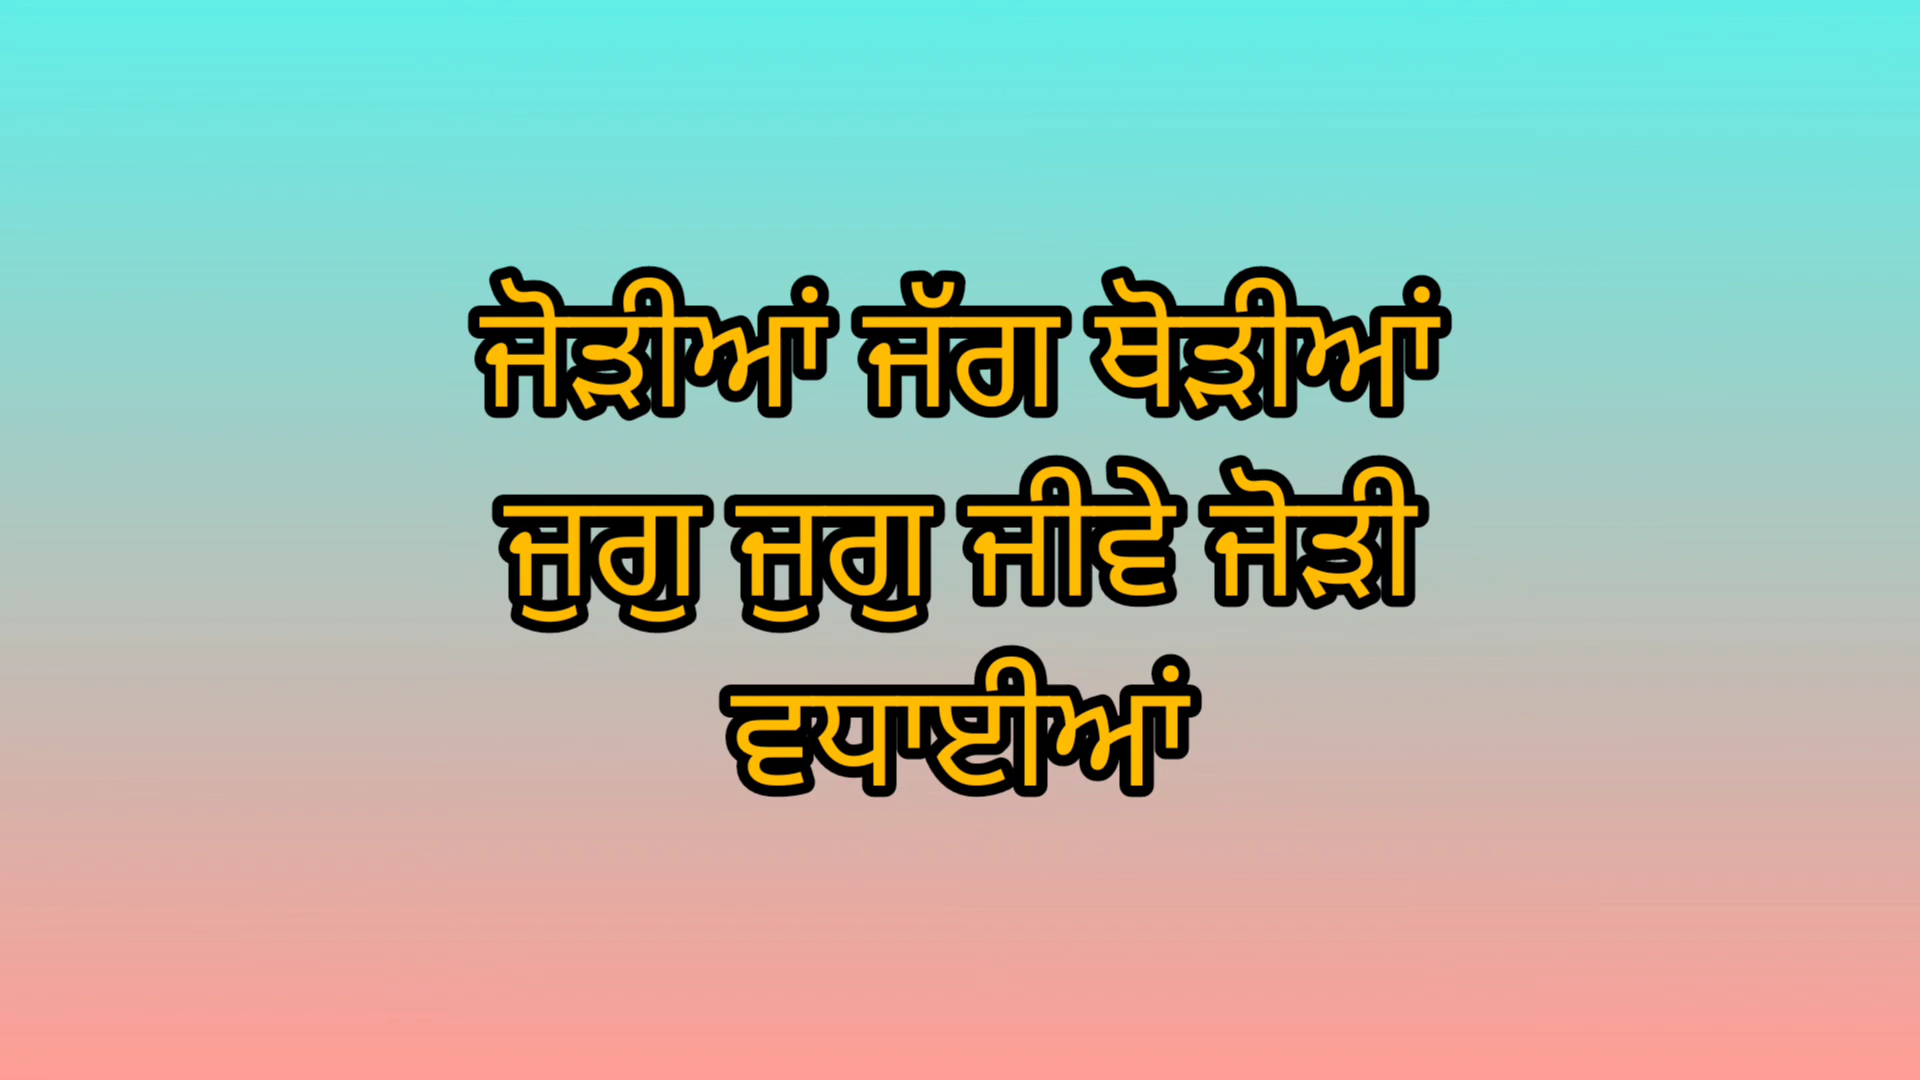 ਜੋੜੀਆਂ ਜੱਗ ਥੋੜੀਆਂ
ਜੁਗੁ ਜੁਗੁ ਜੀਵੇ ਜੋੜੀ
ਵਧਾਈਆਂ